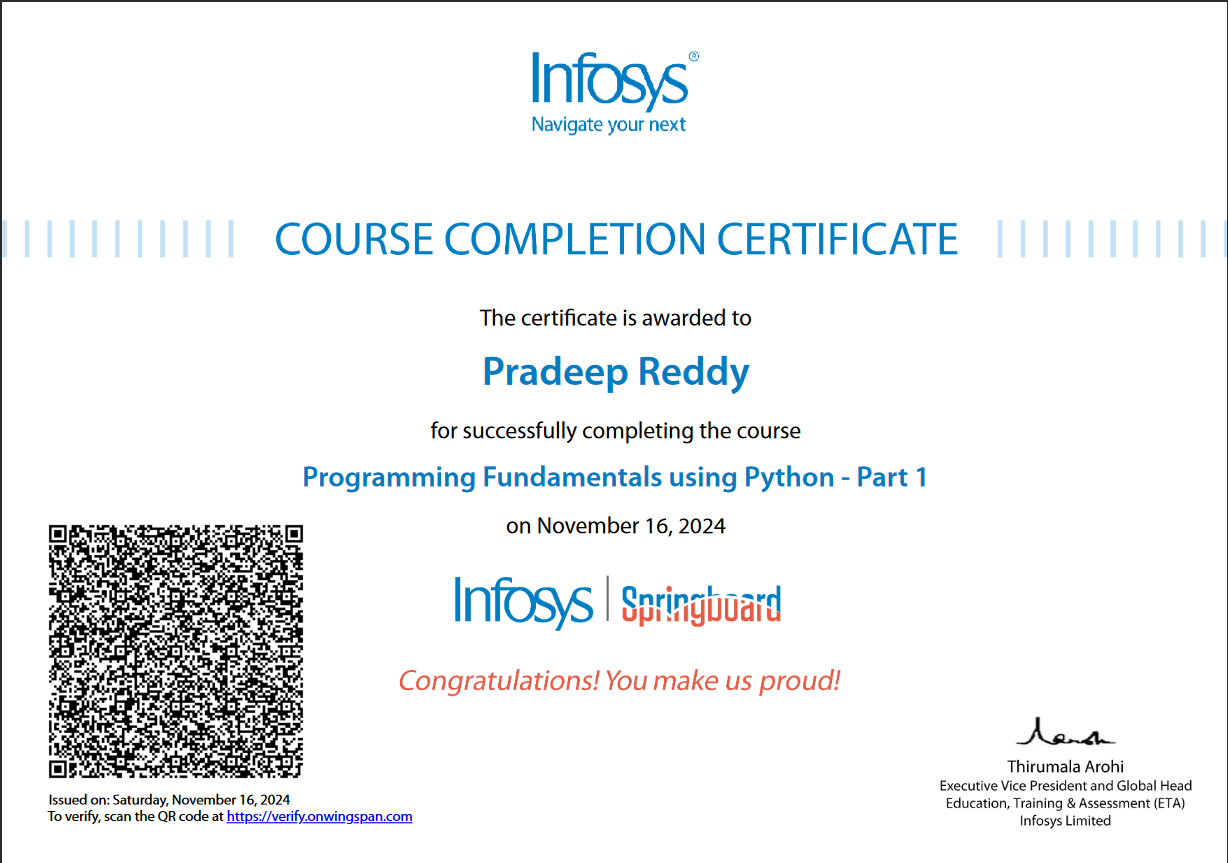 Infosys®
Navigate your next
COURSE COMPLETION CERTIFICATE
The certificate is awarded to
Pradeep Reddy
for successfully completing the course
Programming Fundamentals using Python - Part 1
on November 16, 2024
Infosys | Springboard
Congratulations! You make us proud!
Issued on: Saturday, November 16, 2024
To verify, scan the QR code at https://verify.onwingspan.com
Thirumala Arohi
Executive Vice President and Global Head
Education, Training & Assessment (ETA)
Infosys Limited